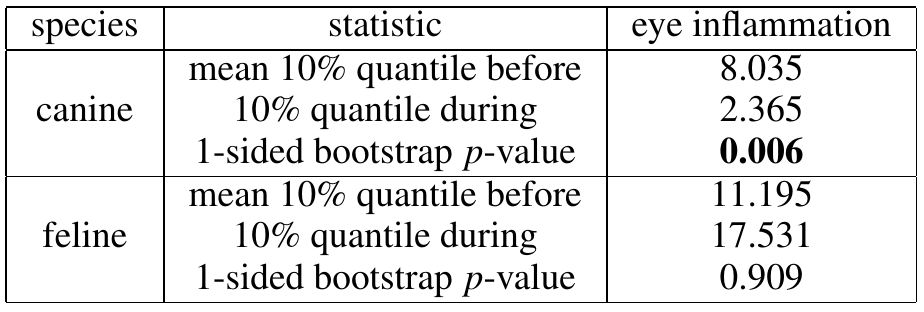 species statistic eye inflammation
mean 10% quantile before 8.035
canine 10% quantile during 2.365
1-sided bootstrap p-value 0.006
mean 10% quantile before 11.195
feline 10% quantile during 17.531
1-sided bootstrap p-value 0.909